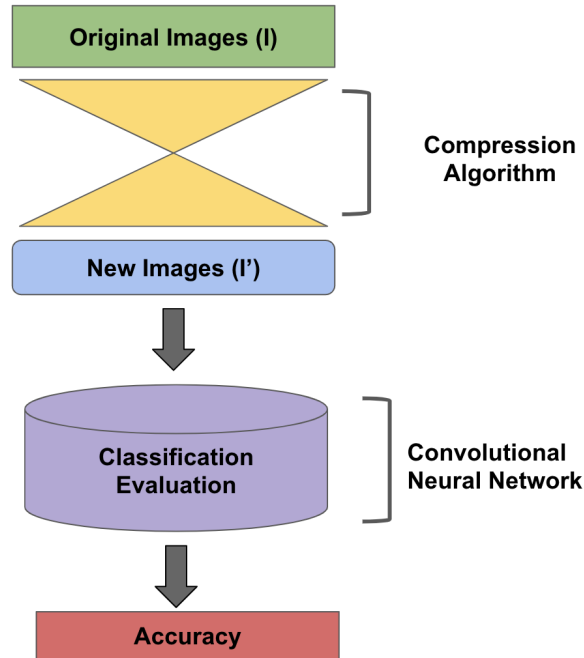 Original Images (I)
Compression
Algorithm
New Images (I’)
Classification
Evaluation
Convolutional
Neural Network
Accuracy